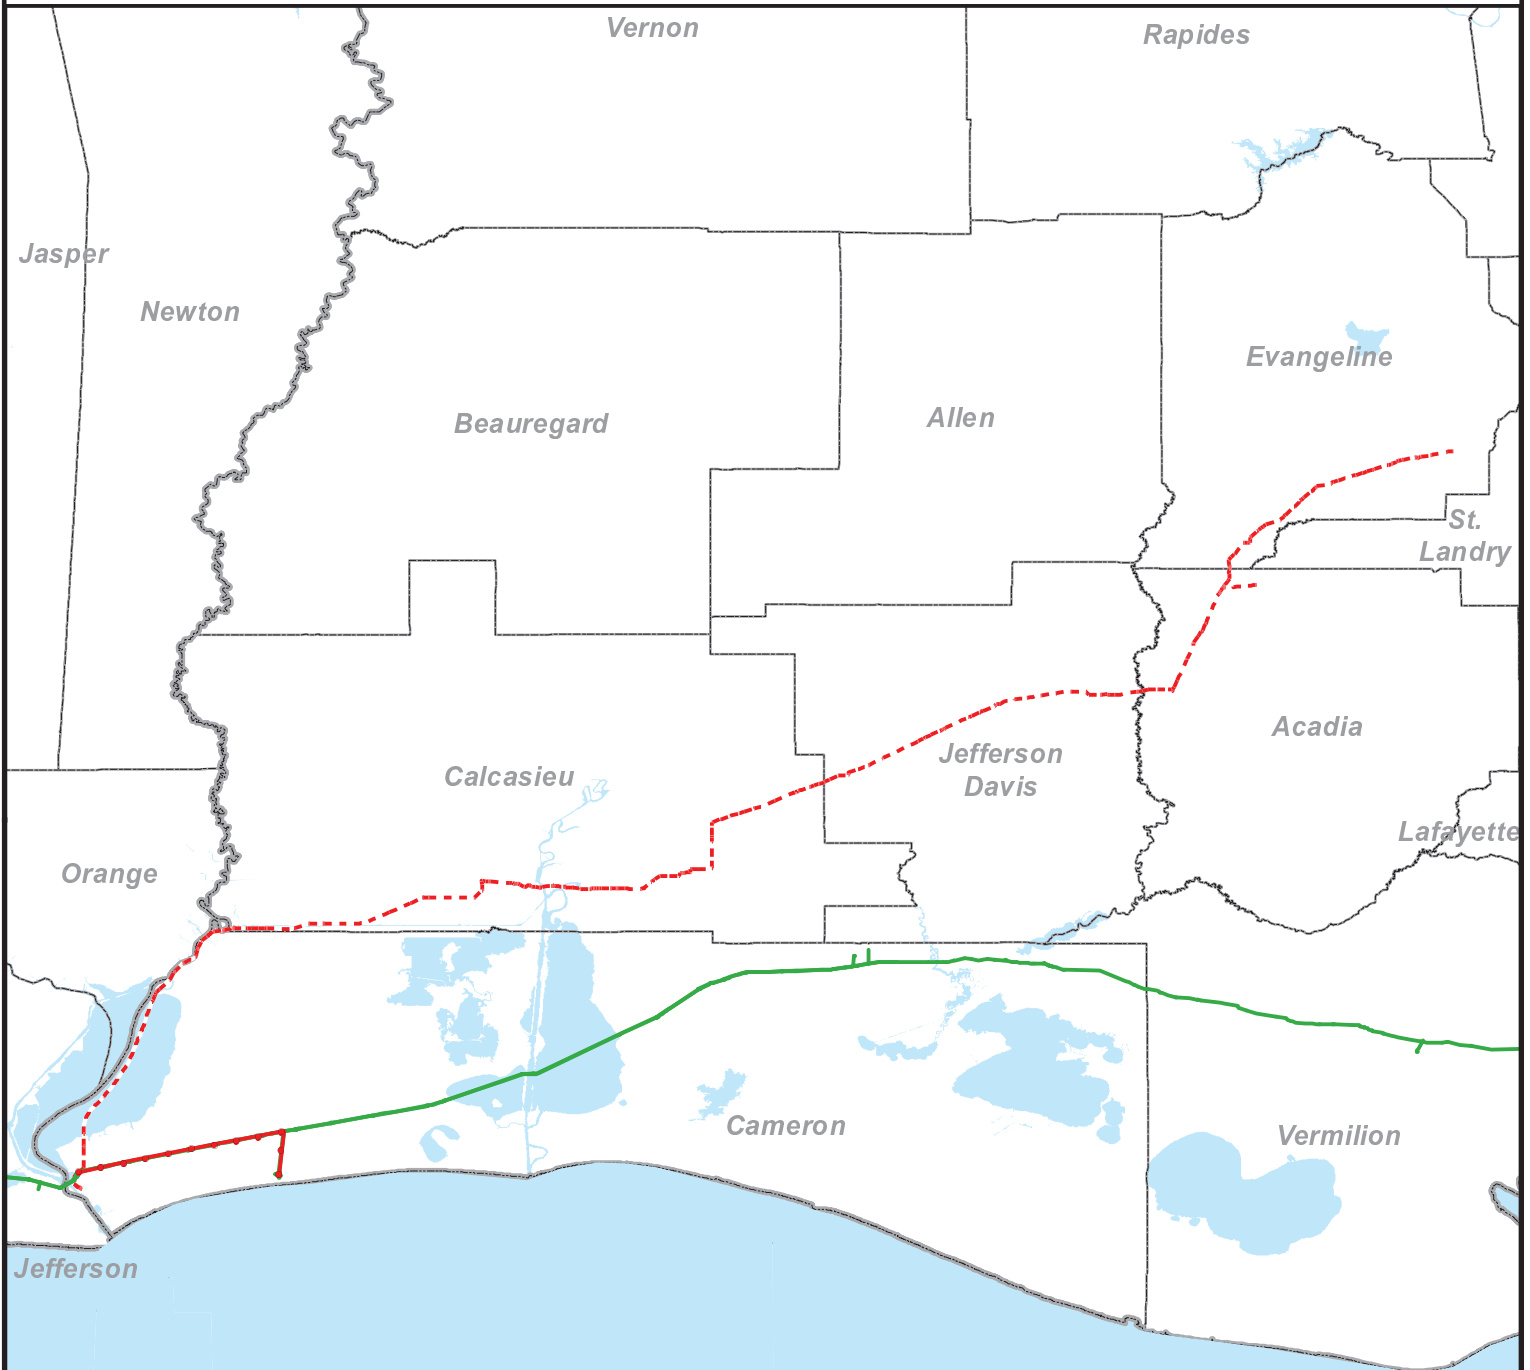 Vernon
Rapides
Jasper
Newton
Evangeline
Beauregard
Allen
St.
Landry
Acadia
Jefferson
Davis
Calcasieu
Lafayette
Orange
Cameron
Vermilion
Jefferson